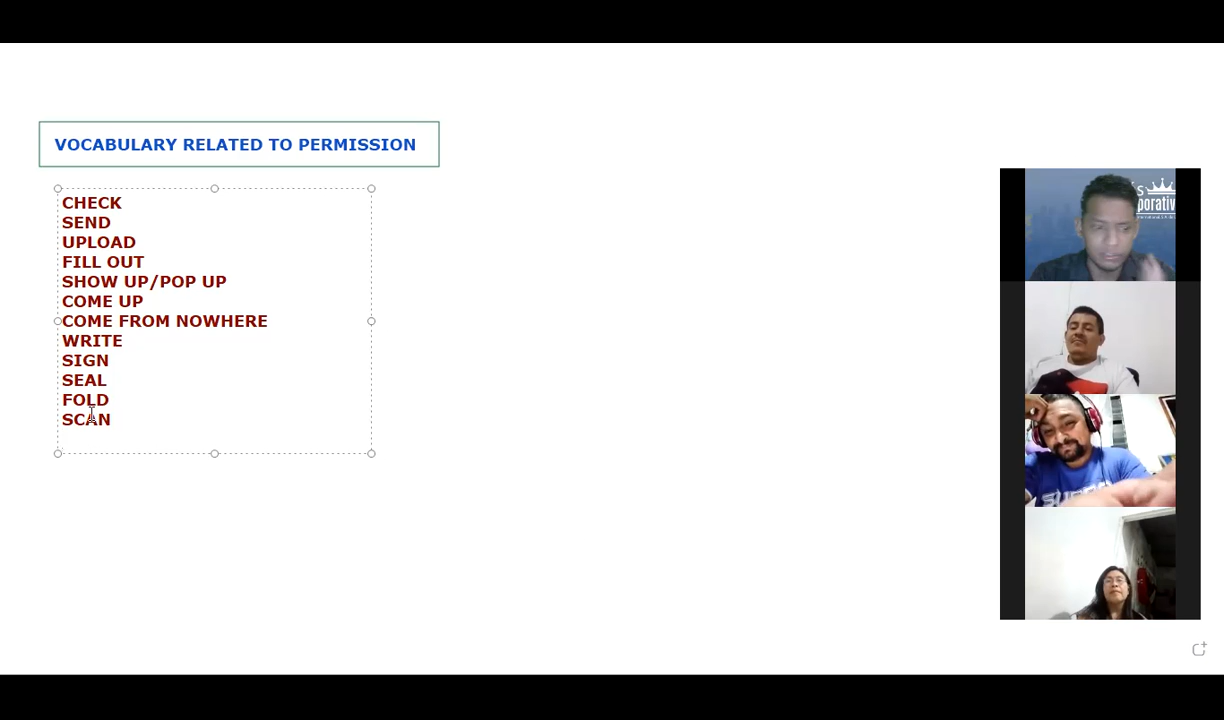 VOCABULARY RELATED TO PERMISSION
CHECK
SEND
UPLOAD
FILL OUT
SHOW UP/POP UP
COME UP
COME FROM NOWHERE
WRITE
SIGN
SEAL
FOLD
SCAN